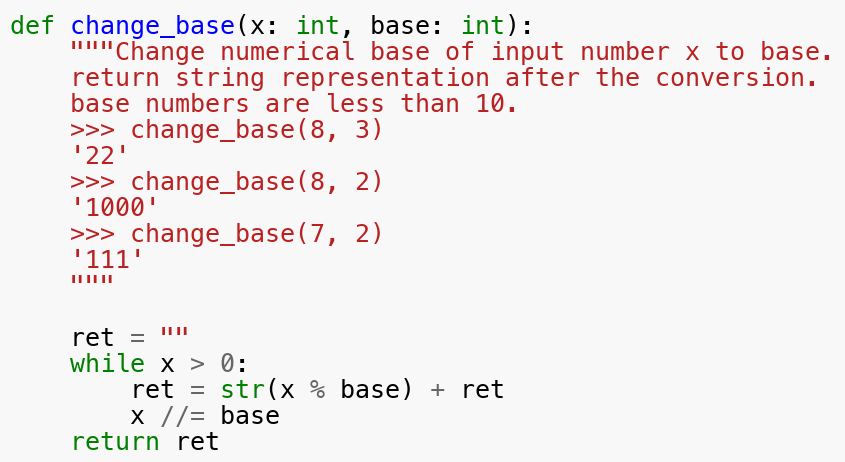 def change_base(x: int, base: int):
    """Change numerical base of input number x to base.
    return string representation after the conversion.
    base numbers are less than 10.
    >>> change_base(8, 3)
    '22'
    >>> change_base(8, 2)
    '1000'
    >>> change_base(7, 2)
    '111'
    """

    ret = ""
    while x > 0:
        ret = str(x % base) + ret
        x //= base
    return ret